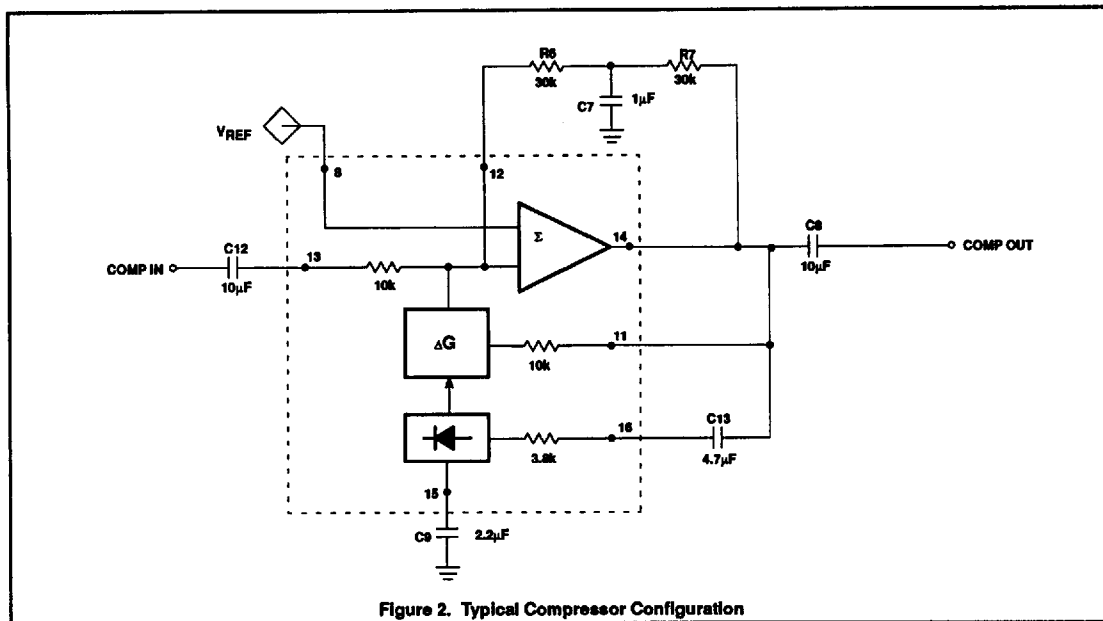 R6
30k
R7
30k
C7
1µF
VREF
8
12
C12
10µF
COMP IN
13
10k
Σ
14
C8
10µF
COMP OUT
ΔG
10k
11
16
3.8k
C13
4.7µF
15
C9
2.2µF
Figure 2. Typical Compressor Configuration